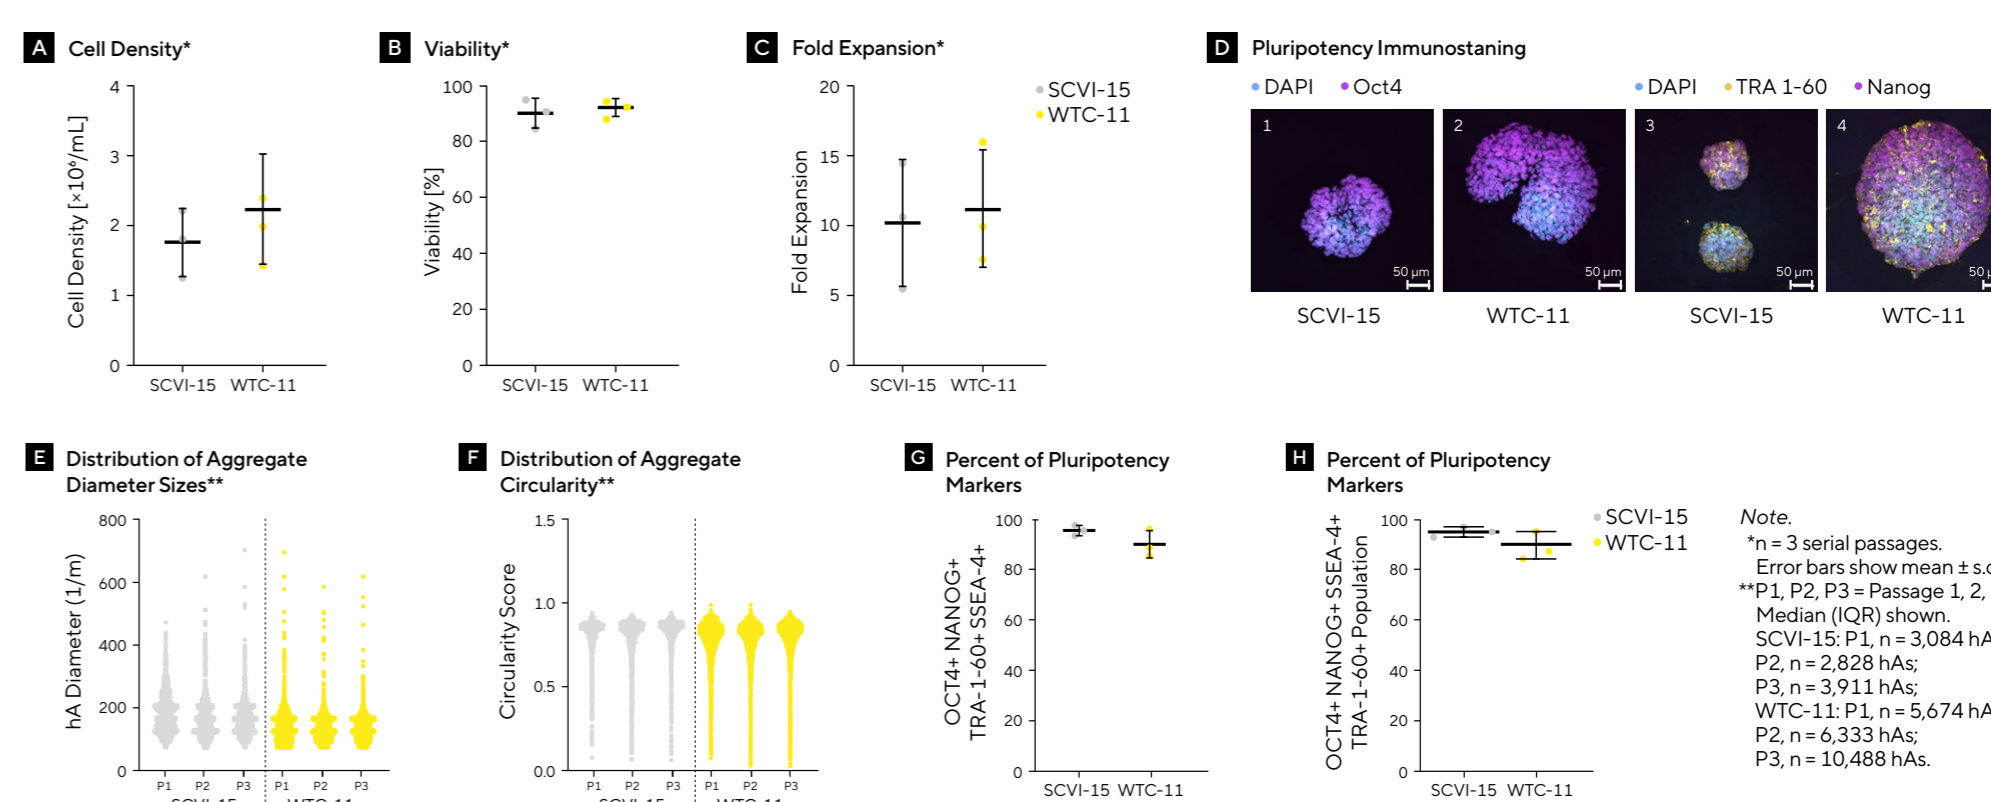 A Cell Density*
Cell Density [×10⁶/mL]
4
3
2
1
0
SCVI-15 WTC-11
B Viability*
Viability [%]
100
80
60
40
20
0
SCVI-15 WTC-11
C Fold Expansion*
Fold Expansion
20
15
10
5
0
SCVI-15 WTC-11
SCVI-15
WTC-11
D Pluripotency Immunostaning
DAPI Oct4
DAPI TRA 1-60 Nanog
1
50 µm
2
50 µm
3
50 µm
4
SCVI-15
WTC-11
SCVI-15
WTC-11
E Distribution of Aggregate
Diameter Sizes**
hA Diameter (1/m)
800
600
400
200
0
P1 P2 P3 P1 P2 P3
SCVI-15 WTC-11
F Distribution of Aggregate
Circularity**
Circularity Score
1.5
1.0
0.5
0.0
P1 P2 P3 P1 P2 P3
SCVI-15 WTC-11
G Percent of Pluripotency
Markers
OCT4+ NANOG+
TRA-1-60+ SSEA-4+
100
80
60
40
20
0
SCVI-15 WTC-11
H Percent of Pluripotency
Markers
OCT4+ NANOG+ SSEA-4+
TRA-1-60+ Population
100
80
60
40
20
0
SCVI-15 WTC-11
SCVI-15
WTC-11
Note.
*n = 3 serial passages.
Error bars show mean ± s.
**P1, P2, P3 = Passage 1, 2,
Median (IQR) shown.
SCVI-15: P1, n = 3,084
P2, n = 2,828 hAs;
P3, n = 3,911 hAs;
WTC-11: P1, n = 5,674
P2, n = 6,333 hAs;
P3, n = 10,488 hAs.